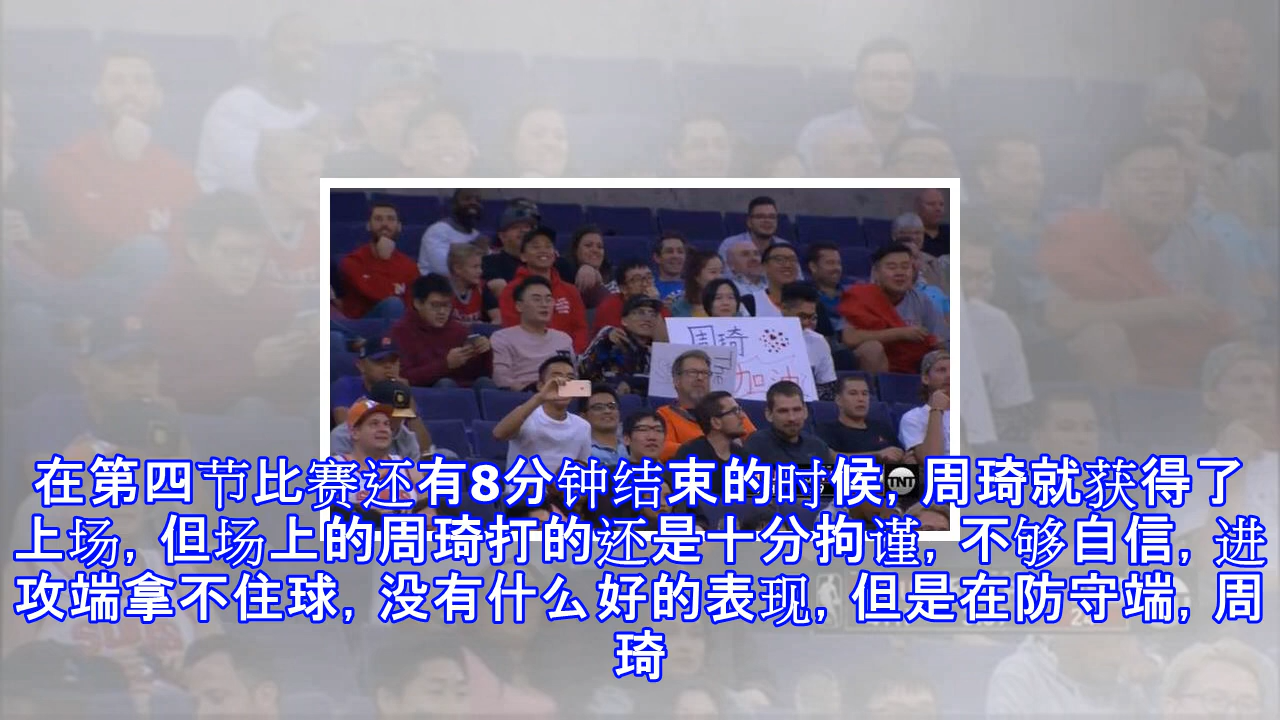 周琦
The
加油
TNT
在第四节比赛还有8分钟结束的时候,周琦就获得了
上场,但场上的周琦打的还是十分拘谨,不够自信,进
攻端拿不住球,没有什么好的表现,但是在防守端,周
琦